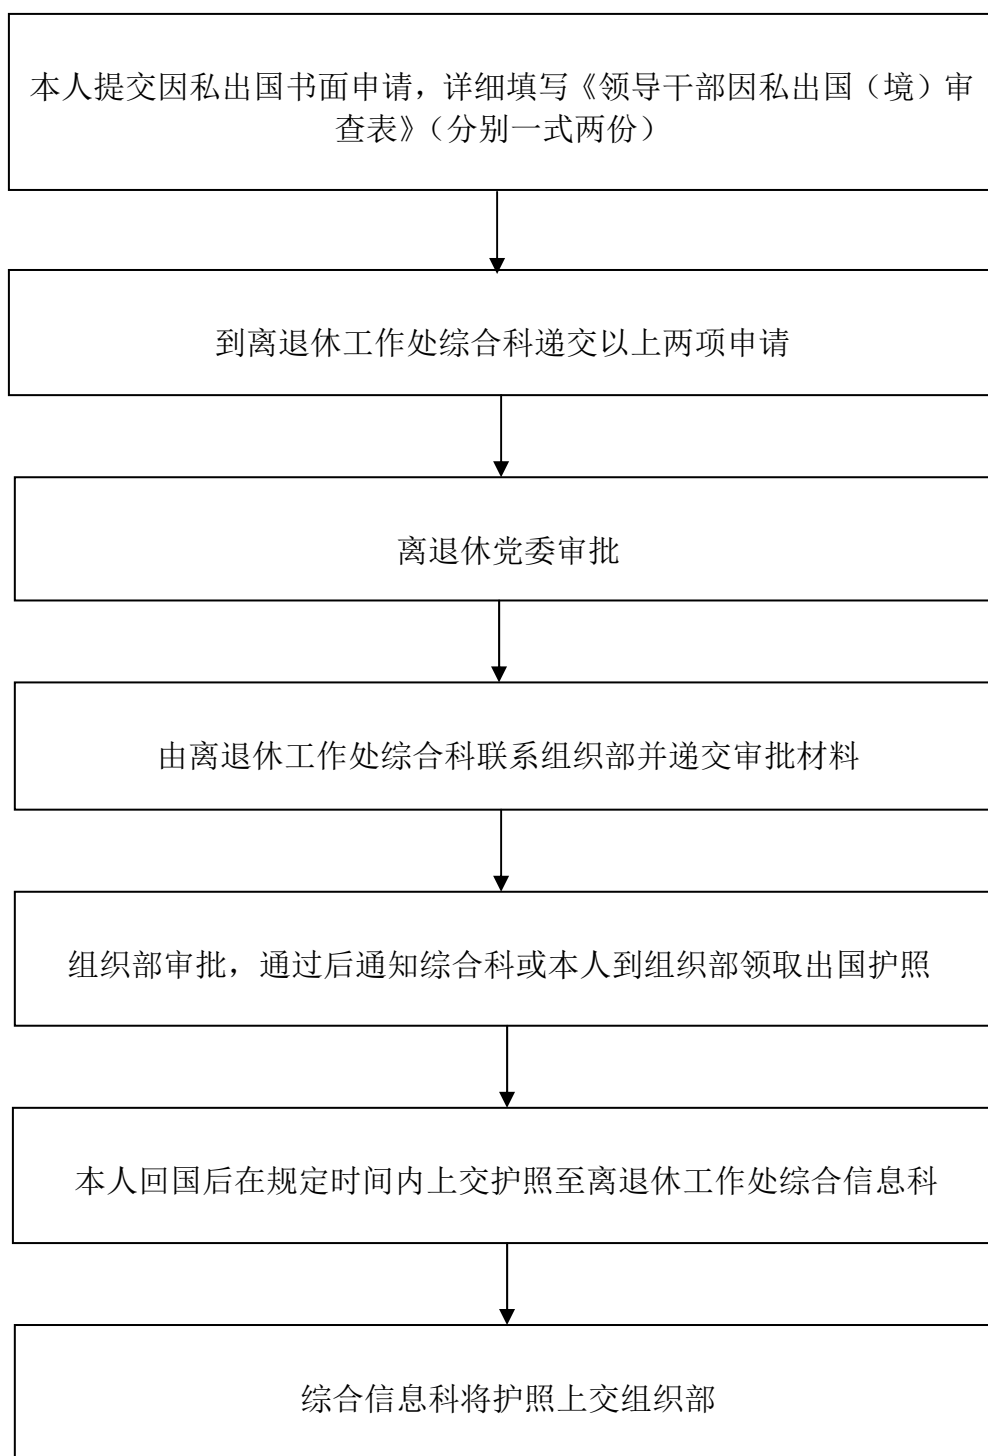 本人提交因私出国书面申请，详细填写《领导干部因私出国（境）审
查表》（分别一式两份）
到离退休工作处综合科递交以上两项申请
离退休党委审批
由离退休工作处综合科联系组织部并递交审批材料
组织部审批，通过后通知综合科或本人到组织部领取出国护照
本人回国后在规定时间内上交护照至离退休工作处综合信息科
综合信息科将护照上交组织部